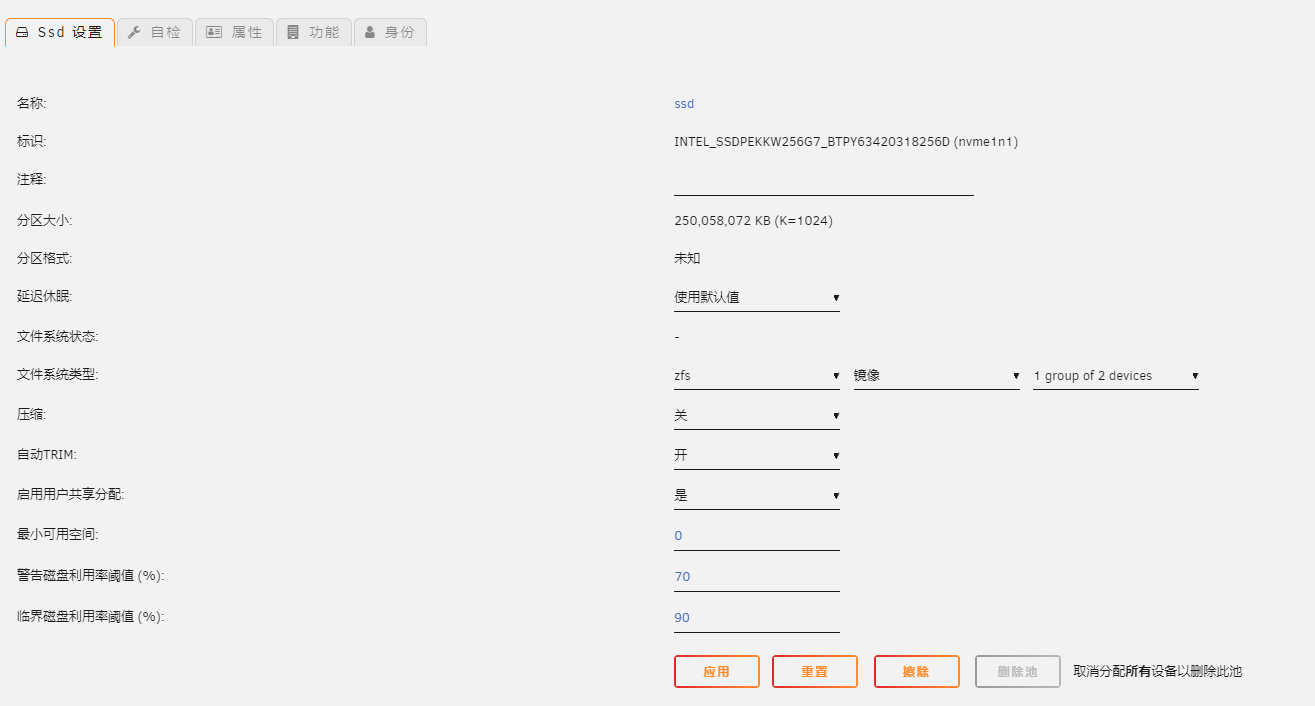 Ssd 设置 自检 属性 功能 身份
名称: ssd
标识: INTEL_SSDPEKKW256G7_BTPY63420318256D (nvme1n1)
注释:
分区大小: 250,058,072 KB (K=1024)
分区格式: 未知
延迟休眠: 使用默认值
文件系统状态: -
文件系统类型: zfs 镜像 1 group of 2 devices
压缩: 关
自动TRIM: 开
启用用户共享分配: 是
最小可用空间: 0
警告磁盘利用率阈值 (%): 70
临界磁盘利用率阈值 (%): 90
应用 重置 擦除 删除池 取消分配所有设备以删除此池